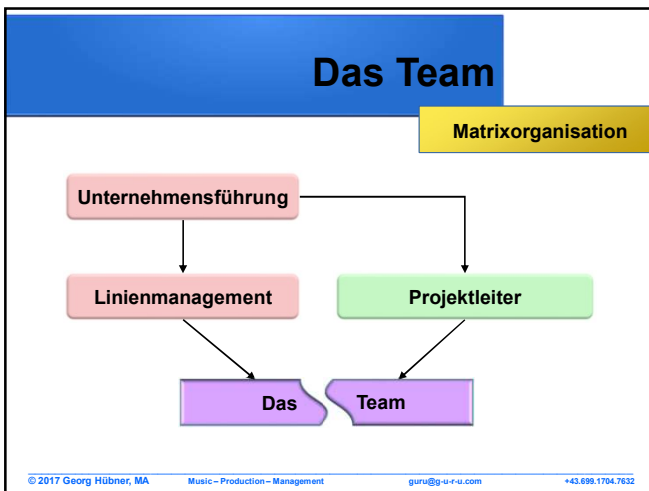 Das Team
Matrixorganisation
Unternehmensführung
Linienmanagement
Projektleiter
Das Team
© 2017 Georg Hübner, MA Music – Production – Management guru@g-u-r-u.com +43.699.1704.7632